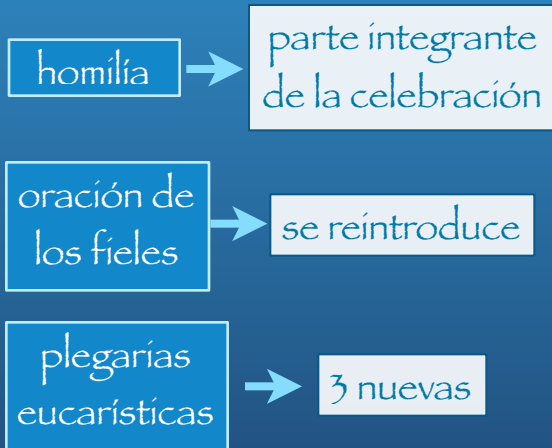 homilía
parte integrante
de la celebración
oración de
los fieles
se reintroduce
plegarias
eucarísticas
3 nuevas